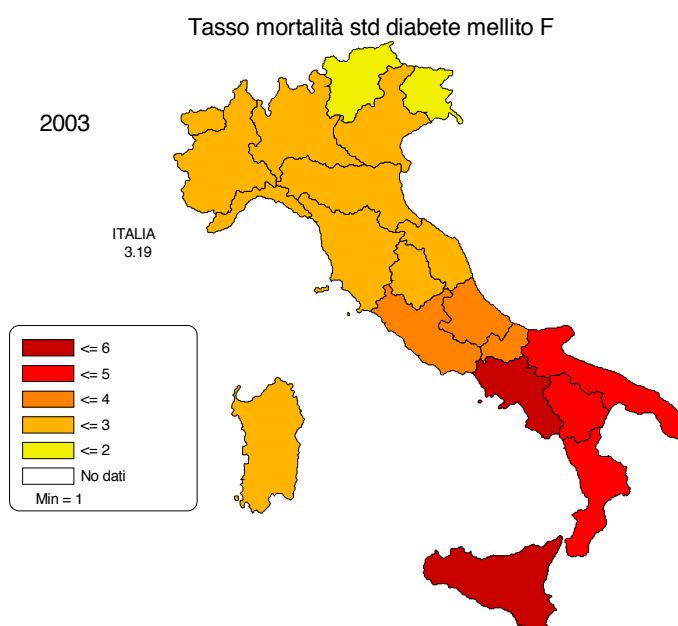 Tasso mortalità std diabete mellito F
2003
ITALIA
3.19
<= 6
<= 5
<= 4
<= 3
<= 2
No dati
Min = 1